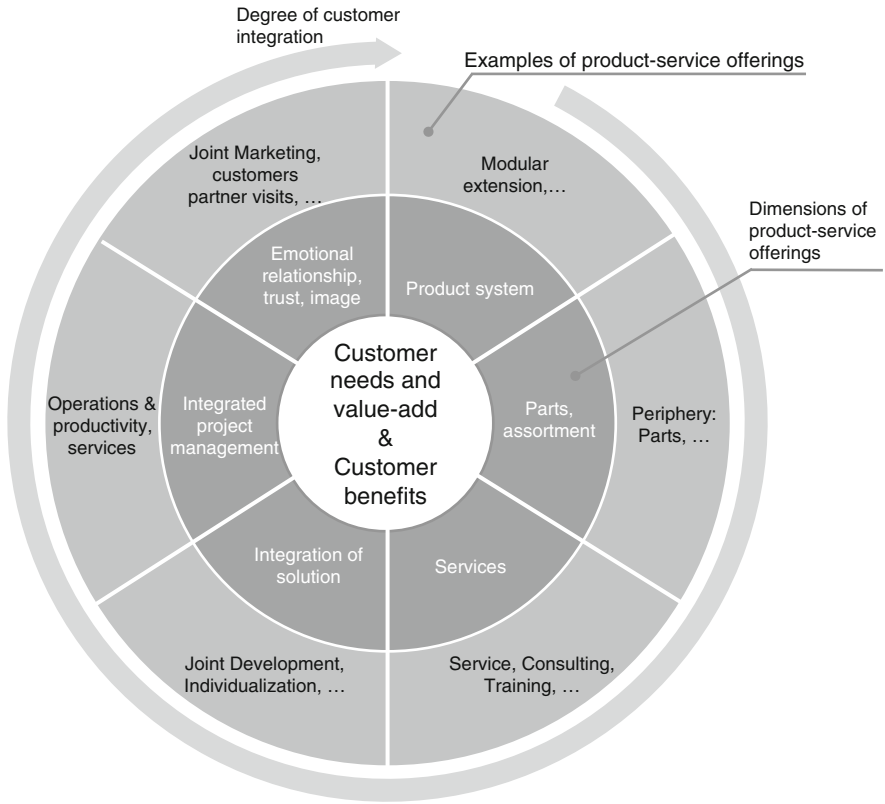 Degree of customer
integration
Examples of product-service offerings
Joint Marketing,
customers
partner visits, …
Modular
extension,…
Dimensions of
product-service
offerings
Emotional
relationship,
trust, image
Product system
Customer
needs and
value-add
&
Customer
benefits
Operations &
productivity,
services
Integrated
project
management
Parts,
assortment
Periphery:
Parts, …
Integration of
solution
Services
Joint Development,
Individualization, …
Service, Consulting,
Training, …